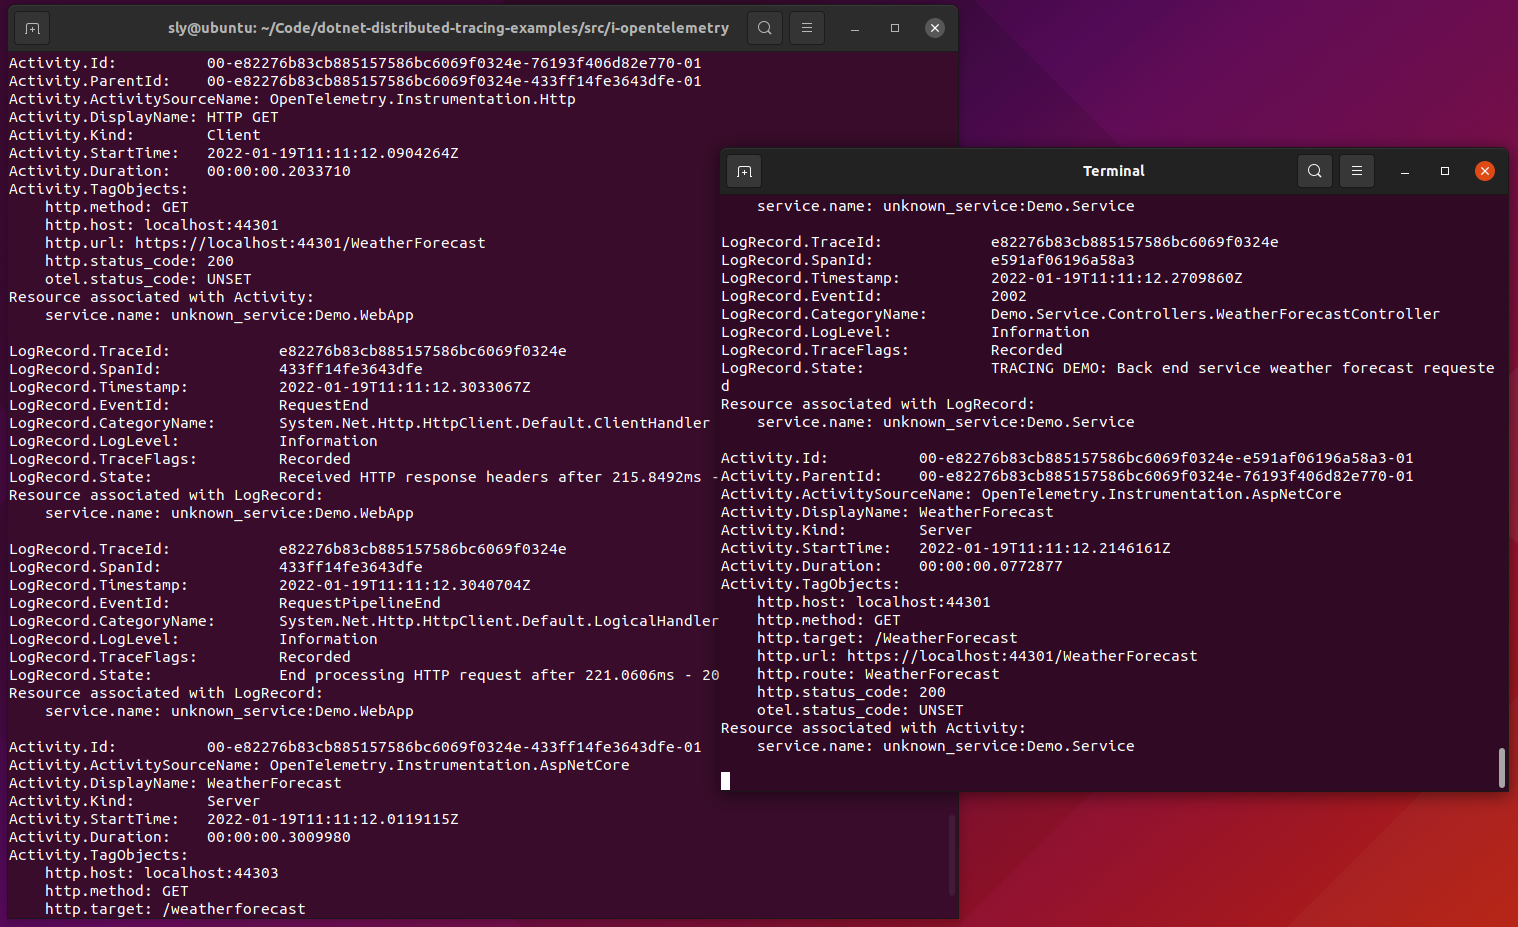 sly@ubuntu: ~/Code/dotnet-distributed-tracing-examples/src/i-opentelemetry
Activity.Id: 00-e82276b83cb885157586bc6069f0324e-76193f406d82e770-01
Activity.ParentId: 00-e82276b83cb885157586bc6069f0324e-433ff14fe3643dfe-01
Activity.ActivitySourceName: OpenTelemetry.Instrumentation.Http
Activity.DisplayName: HTTP GET
Activity.Kind: Client
Activity.StartTime: 2022-01-19T11:11:12.0904264Z
Activity.Duration: 00:00:00.2033710
Activity.TagObjects:
http.method: GET
http.host: localhost:44301
http.url: https://localhost:44301/WeatherForecast
http.status_code: 200
otel.status_code: UNSET
Resource associated with Activity:
service.name: unknown_service:Demo.WebApp
LogRecord.TraceId: e82276b83cb885157586bc6069f0324e
LogRecord.SpanId: 433ff14fe3643dfe
LogRecord.Timestamp: 2022-01-19T11:11:12.3033067Z
LogRecord.EventId: RequestEnd
LogRecord.CategoryName: System.Net.Http.HttpClient.Default.ClientHandler
LogRecord.LogLevel: Information
LogRecord.TraceFlags: Recorded
LogRecord.State: Received HTTP response headers after 215.8492ms -
Resource associated with LogRecord:
service.name: unknown_service:Demo.WebApp
LogRecord.TraceId: e82276b83cb885157586bc6069f0324e
LogRecord.SpanId: 433ff14fe3643dfe
LogRecord.Timestamp: 2022-01-19T11:11:12.3040704Z
LogRecord.EventId: RequestPipelineEnd
LogRecord.CategoryName: System.Net.Http.HttpClient.Default.LogicalHandler
LogRecord.LogLevel: Information
LogRecord.TraceFlags: Recorded
LogRecord.State: End processing HTTP request after 221.0606ms - 20
Resource associated with LogRecord:
service.name: unknown_service:Demo.WebApp
Activity.Id: 00-e82276b83cb885157586bc6069f0324e-433ff14fe3643dfe-01
Activity.ActivitySourceName: OpenTelemetry.Instrumentation.AspNetCore
Activity.DisplayName: WeatherForecast
Activity.Kind: Server
Activity.StartTime: 2022-01-19T11:11:12.0119115Z
Activity.Duration: 00:00:00.3009980
Activity.TagObjects:
http.host: localhost:44303
http.method: GET
http.target: /weatherforecast
Terminal
service.name: unknown_service:Demo.Service
LogRecord.TraceId: e82276b83cb885157586bc6069f0324e
LogRecord.SpanId: e591af06196a58a3
LogRecord.Timestamp: 2022-01-19T11:11:12.2709860Z
LogRecord.EventId: 2002
LogRecord.CategoryName: Demo.Service.Controllers.WeatherForecastController
LogRecord.LogLevel: Information
LogRecord.TraceFlags: Recorded
LogRecord.State: TRACING DEMO: Back end service weather forecast requeste
d
Resource associated with LogRecord:
service.name: unknown_service:Demo.Service
Activity.Id: 00-e82276b83cb885157586bc6069f0324e-e591af06196a58a3-01
Activity.ParentId: 00-e82276b83cb885157586bc6069f0324e-76193f406d82e770-01
Activity.ActivitySourceName: OpenTelemetry.Instrumentation.AspNetCore
Activity.DisplayName: WeatherForecast
Activity.Kind: Server
Activity.StartTime: 2022-01-19T11:11:12.2146161Z
Activity.Duration: 00:00:00.0772877
Activity.TagObjects:
http.host: localhost:44301
http.method: GET
http.target: /WeatherForecast
http.url: https://localhost:44301/WeatherForecast
http.route: WeatherForecast
http.status_code: 200
otel.status_code: UNSET
Resource associated with Activity:
service.name: unknown_service:Demo.Service